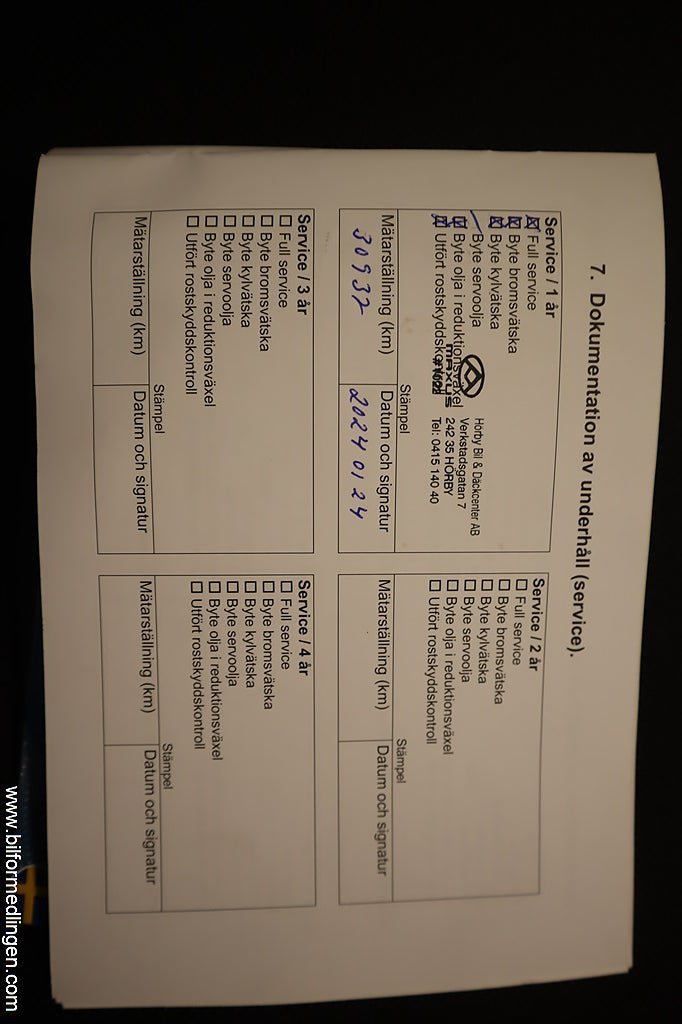 7. Dokumentation av underhåll (service).
Service / 1 år
Full service
Byte bromsvätska
Byte kylvätska
Byte servoolja
Byte olja i reduktionsväxel
Utfört rostskyddskontroll
MAXUS
Hörby Bil & Däckcenter AB
Verkstadsgatan 7
242 35 HÖRBY
Tel: 0415 140 40
Stämpel
Mätarställning (km)
30937
Datum och signatur
20240124
Service / 2 år
Full service
Byte bromsvätska
Byte kylvätska
Byte servoolja
Byte olja i reduktionsväxel
Utfört rostskyddskontroll
Stämpel
Mätarställning (km)
Datum och signatur
Service / 3 år
Full service
Byte bromsvätska
Byte kylvätska
Byte servoolja
Byte olja i reduktionsväxel
Utfört rostskyddskontroll
Stämpel
Mätarställning (km)
Datum och signatur
Service / 4 år
Full service
Byte bromsvätska
Byte kylvätska
Byte servoolja
Byte olja i reduktionsväxel
Utfört rostskyddskontroll
Stämpel
Mätarställning (km)
Datum och signatur
www.bilformedlingen.com